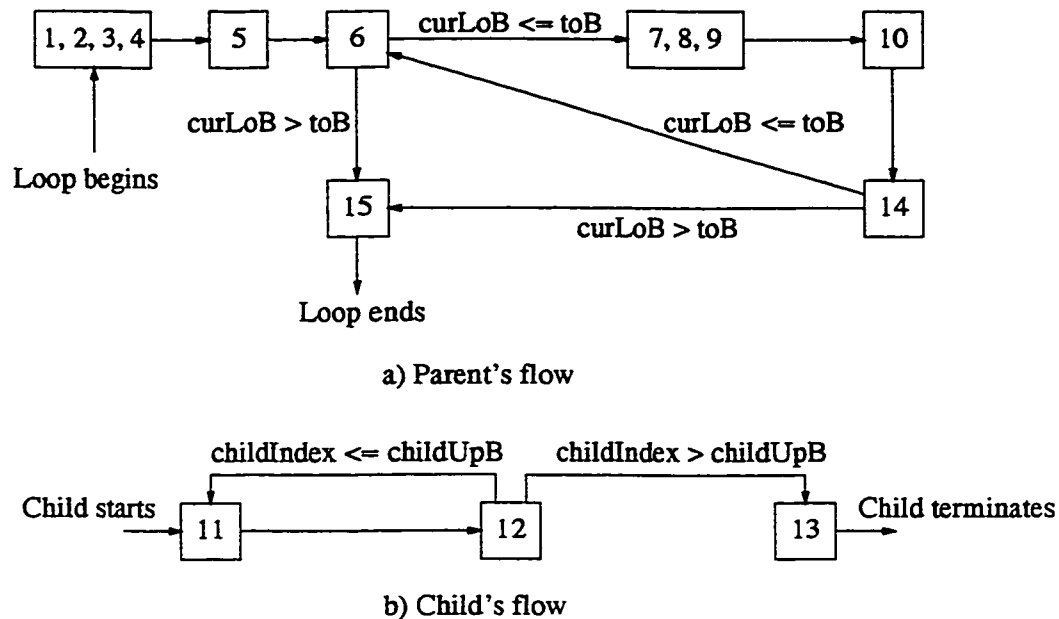 1, 2, 3, 4
5
6
curLoB <= toB
7, 8, 9
10
curLoB > toB
curLoB <= toB
Loop begins
15
14
curLoB > toB
Loop ends
a) Parent's flow
childIndex <= childUpB
childIndex > childUpB
Child starts
11
12
13
Child terminates
b) Child's flow